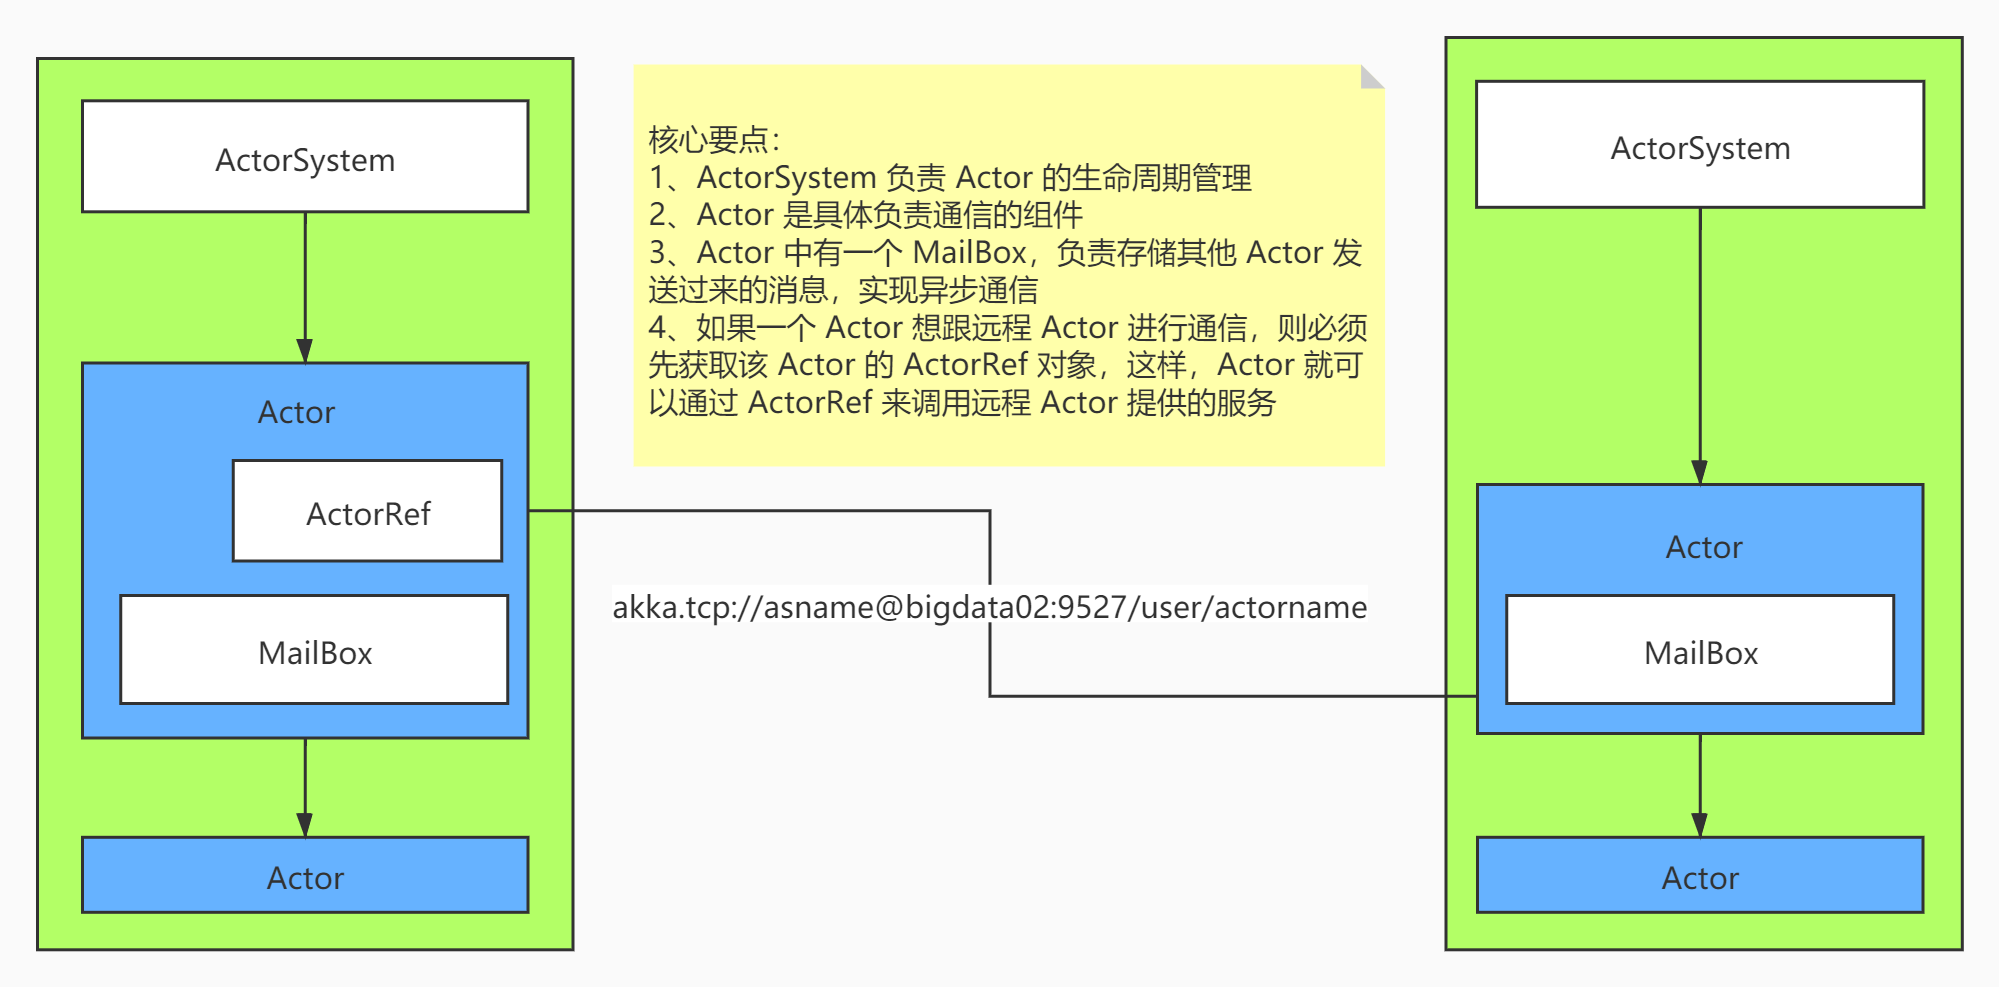 ActorSystem
Actor
ActorRef
MailBox
Actor
核心要点：
1、ActorSystem 负责 Actor 的生命周期管理
2、Actor 是具体负责通信的组件
3、Actor 中有一个 MailBox，负责存储其他 Actor 发
送过来的消息，实现异步通信
4、如果一个 Actor 想跟远程 Actor 进行通信，则必须
先获取该 Actor 的 ActorRef 对象，这样，Actor 就可
以通过 ActorRef 来调用远程 Actor 提供的服务
akka.tcp://asname@bigdata02:9527/user/actorname
ActorSystem
Actor
MailBox
Actor